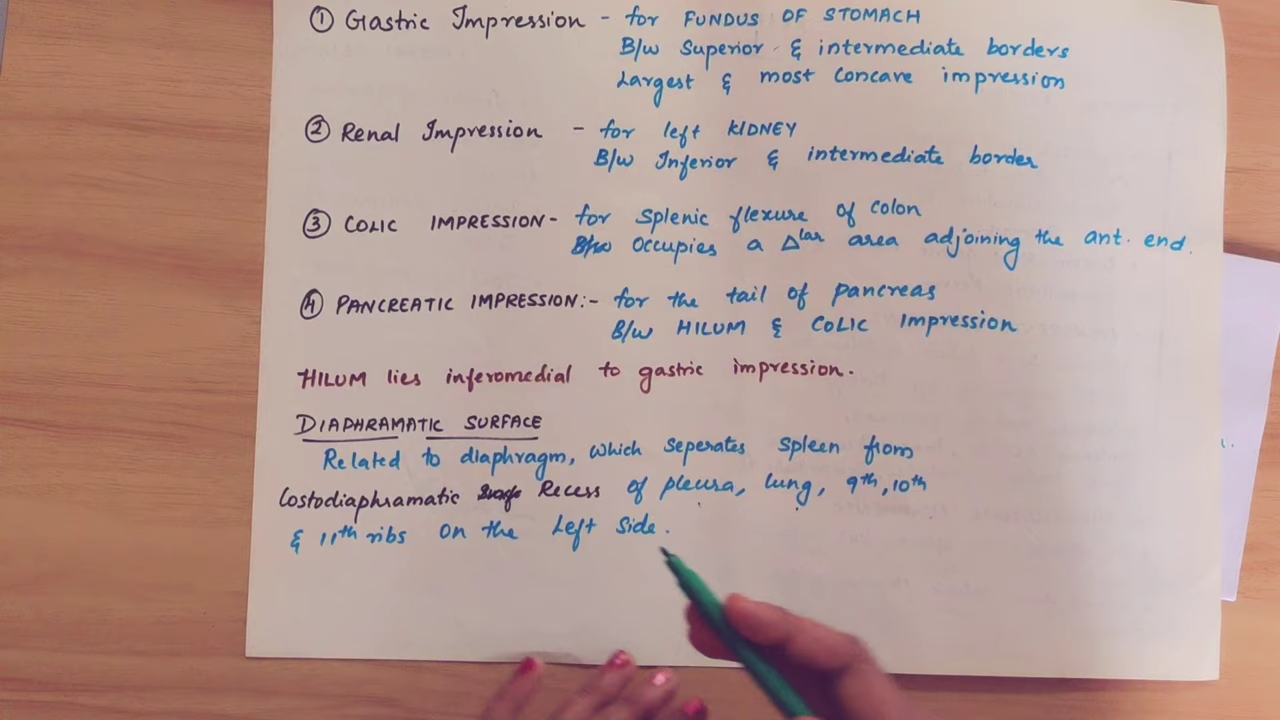 ① Gastric Impression - for FUNDUS OF STOMACH
B/w Superior & intermediate borders
Largest & most concave impression
② Renal Impression - for left KIDNEY
B/w Inferior & intermediate border
③ COLIC IMPRESSION- for splenic flexure of colon
Occupies a Δlar area adjoining the ant. end.
④ PANCREATIC IMPRESSION:- for the tail of pancreas
B/w HILUM & COLIC Impression
HILUM lies inferomedial to gastric impression.
DIAPHRAMATIC SURFACE
Related to diaphragm, which seperates spleen from
Costodiaphramatic Recess of pleura, lung, 9th, 10th
& 11th ribs on the Left side.